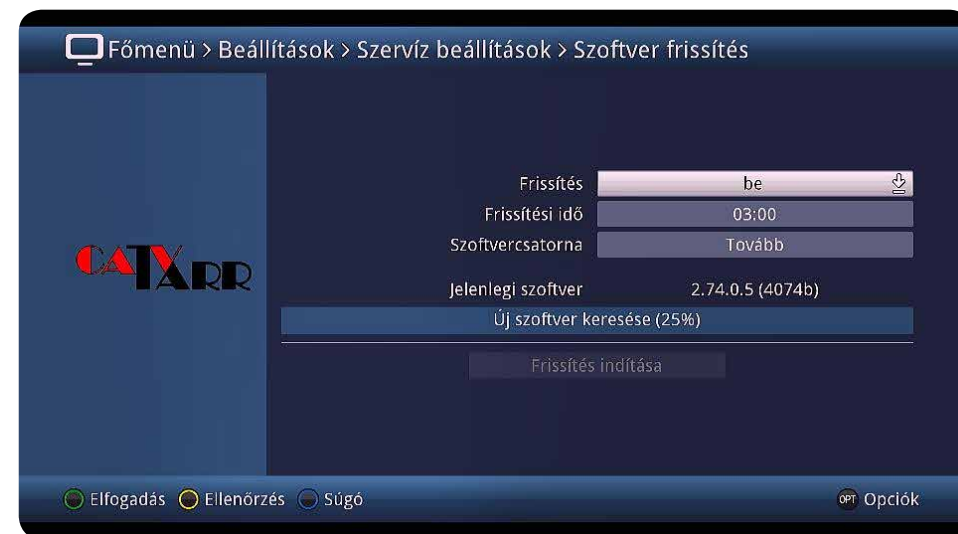 Főmenü > Beállítások > Szervíz beállítások > Szoftver frissítés
Frissítés be
Frissítési idő 03:00
CATXARR
Szoftvercsatorna Tovább
Jelenlegi szoftver 2.74.0.5 (4074b)
Új szoftver keresése (25%)
Frissítés indítása
Elfogadás Ellenőrzés Súgó OPT Opciók